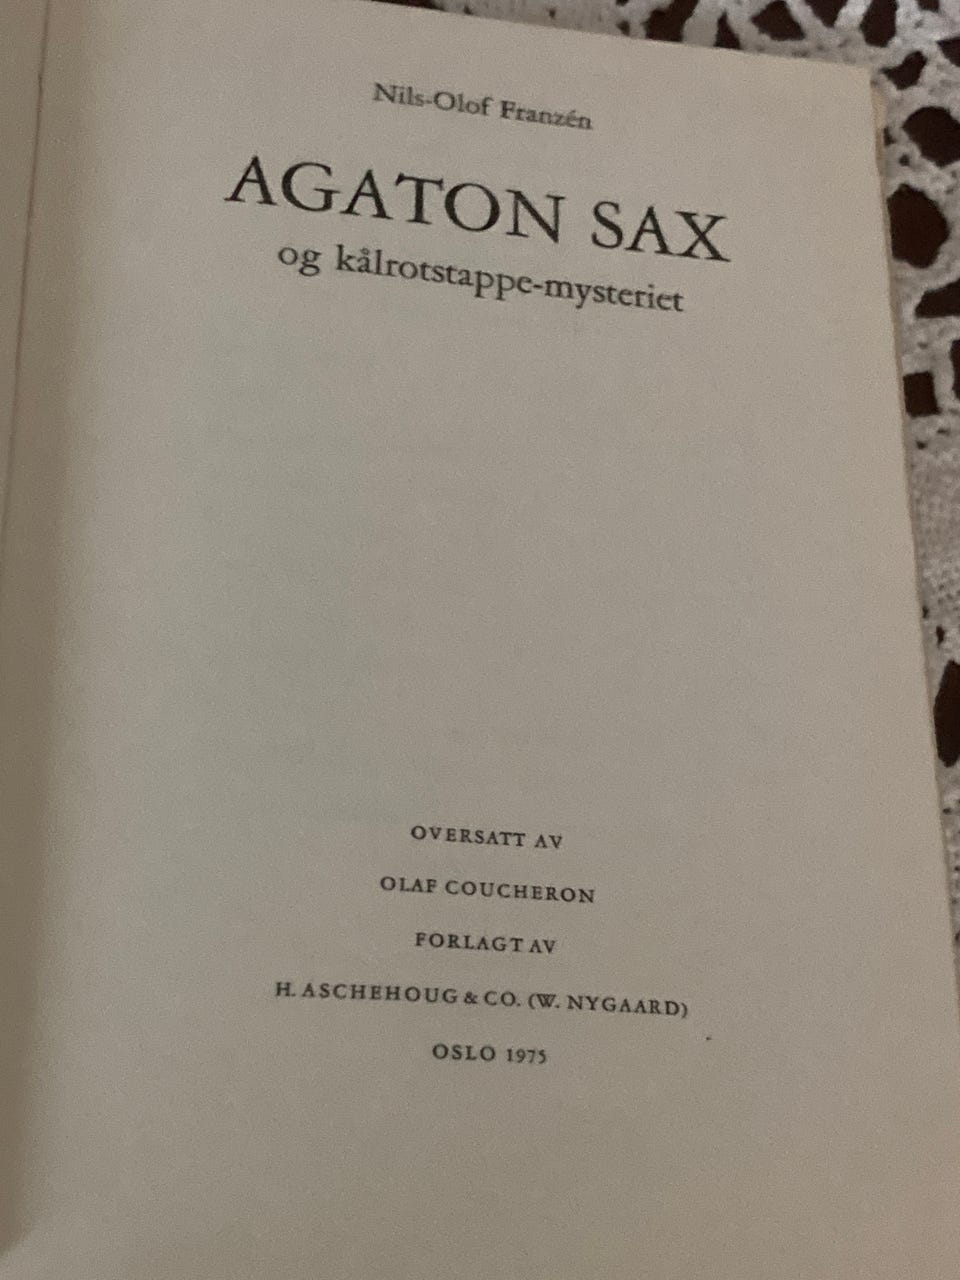 Nils-Olof Franzén
AGATON SAX
og kålrotstappe-mysteriet
OVERSATT AV
OLAF COUCHERON
FORLAGT AV
H. ASCHEHOUG & CO. (W. NYGAARD)
OSLO 1975